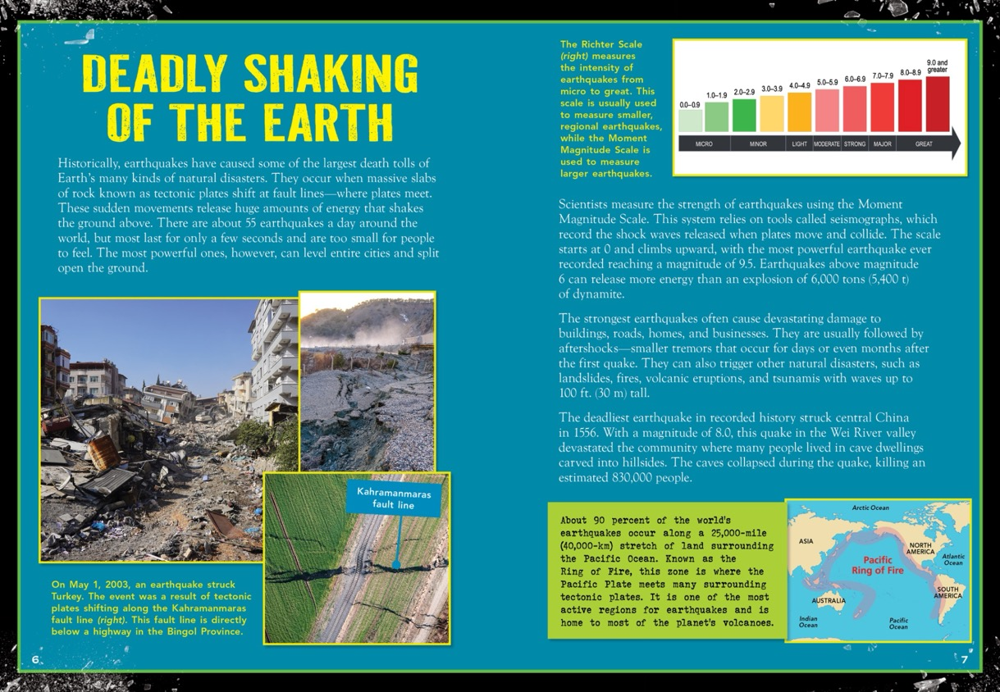 DEADLY SHAKING
OF THE EARTH
Historically, earthquakes have caused some of the largest death tolls of
Earth's many kinds of natural disasters. They occur when massive slabs
of rock known as tectonic plates shift at fault lines—where plates meet.
These sudden movements release huge amounts of energy that shakes
the ground above. There are about 55 earthquakes a day around the
world, but most last for only a few seconds and are too small for people
to feel. The most powerful ones, however, can level entire cities and split
open the ground.
Kahramanmaras
fault line
On May 1, 2003, an earthquake struck
Turkey. The event was a result of tectonic
plates shifting along the Kahramanmaras
fault line (right). This fault line is directly
below a highway in the Bingol Province.
6
The Richter Scale
(right) measures
the intensity of
earthquakes from
micro to great. This
scale is usually used
to measure smaller,
regional earthquakes,
while the Moment
Magnitude Scale is
used to measure
larger earthquakes.
0.0–0.9
1.0–1.9
2.0–2.9
3.0–3.9
4.0–4.9
5.0–5.9
6.0–6.9
7.0–7.9
8.0–8.9
9.0 and
greater
MICRO MINOR LIGHT MODERATE STRONG MAJOR GREAT
Scientists measure the strength of earthquakes using the Moment
Magnitude Scale. This system relies on tools called seismographs, which
record the shock waves released when plates move and collide. The scale
starts at 0 and climbs upward, with the most powerful earthquake ever
recorded reaching a magnitude of 9.5. Earthquakes above magnitude
6 can release more energy than an explosion of 6,000 tons (5,400 t)
of dynamite.
The strongest earthquakes often cause devastating damage to
buildings, roads, homes, and businesses. They are usually followed by
aftershocks—smaller tremors that occur for days or even months after
the first quake. They can also trigger other natural disasters, such as
landslides, fires, volcanic eruptions, and tsunamis with waves up to
100 ft. (30 m) tall.
The deadliest earthquake in recorded history struck central China
in 1556. With a magnitude of 8.0, this quake in the Wei River valley
devastated the community where many people lived in cave dwellings
carved into hillsides. The caves collapsed during the quake, killing an
estimated 830,000 people.
About 90 percent of the world's
earthquakes occur along a 25,000-mile
(40,000-km) stretch of land surrounding
the Pacific Ocean. Known as the
Ring of Fire, this zone is where the
Pacific Plate meets many surrounding
tectonic plates. It is one of the most
active regions for earthquakes and is
home to most of the planet's volcanoes.
Arctic Ocean
ASIA
NORTH
AMERICA
Pacific
Ring of Fire
Atlantic
Ocean
SOUTH
AMERICA
AUSTRALIA
Indian
Ocean
Pacific
Ocean
7